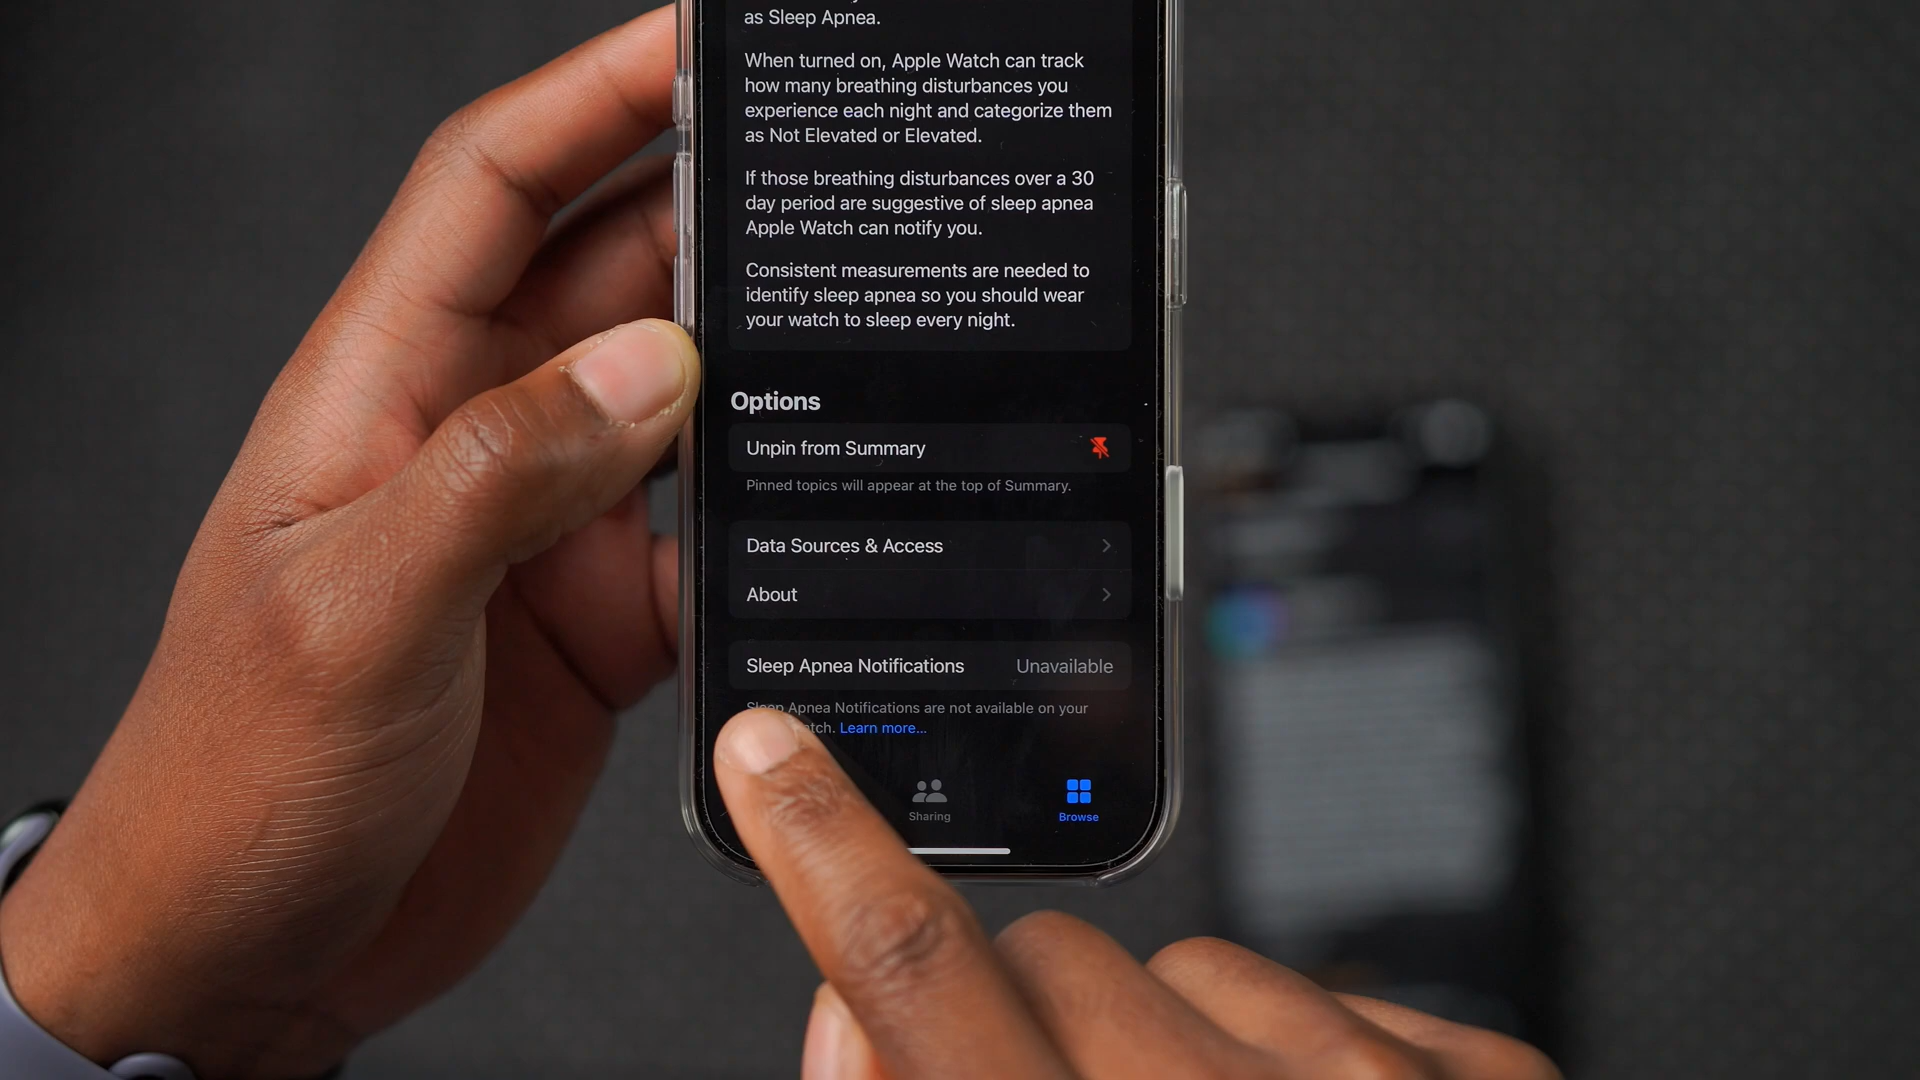 as Sleep Apnea.
When turned on, Apple Watch can track
how many breathing disturbances you
experience each night and categorize them
as Not Elevated or Elevated.
If those breathing disturbances over a 30
day period are suggestive of sleep apnea
Apple Watch can notify you.
Consistent measurements are needed to
identify sleep apnea so you should wear
your watch to sleep every night.
Options
Unpin from Summary
Pinned topics will appear at the top of Summary.
Data Sources & Access
About
Sleep Apnea Notifications Unavailable
Sleep Apnea Notifications are not available on your
Learn more...
Sharing
Browse